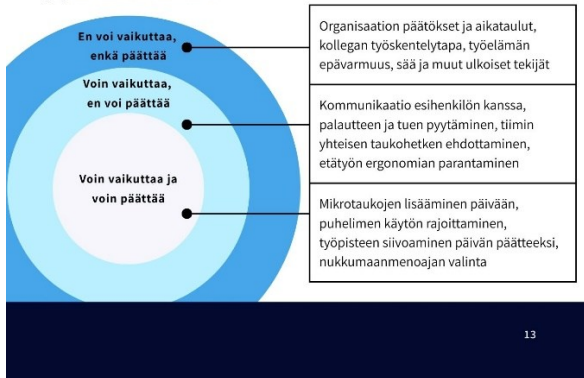 En voi vaikuttaa,
enkä päättää
Organisaation päätökset ja aikataulut,
kollegan työskentelytapa, työelämän
epävarmuus, sää ja muut ulkoiset tekijät
Voin vaikuttaa,
en voi päättää
Kommunikaatio esihenkilön kanssa,
palautteen ja tuen pyytäminen, tiimin
yhteisen taukohetken ehdottaminen,
etätyön ergonomian parantaminen
Voin vaikuttaa ja
voin päättää
Mikrotaukojen lisääminen päivään,
puhelimen käytön rajoittaminen,
työpisteen siivoaminen päivän päätteeksi,
nukkumaanmenoajan valinta
13